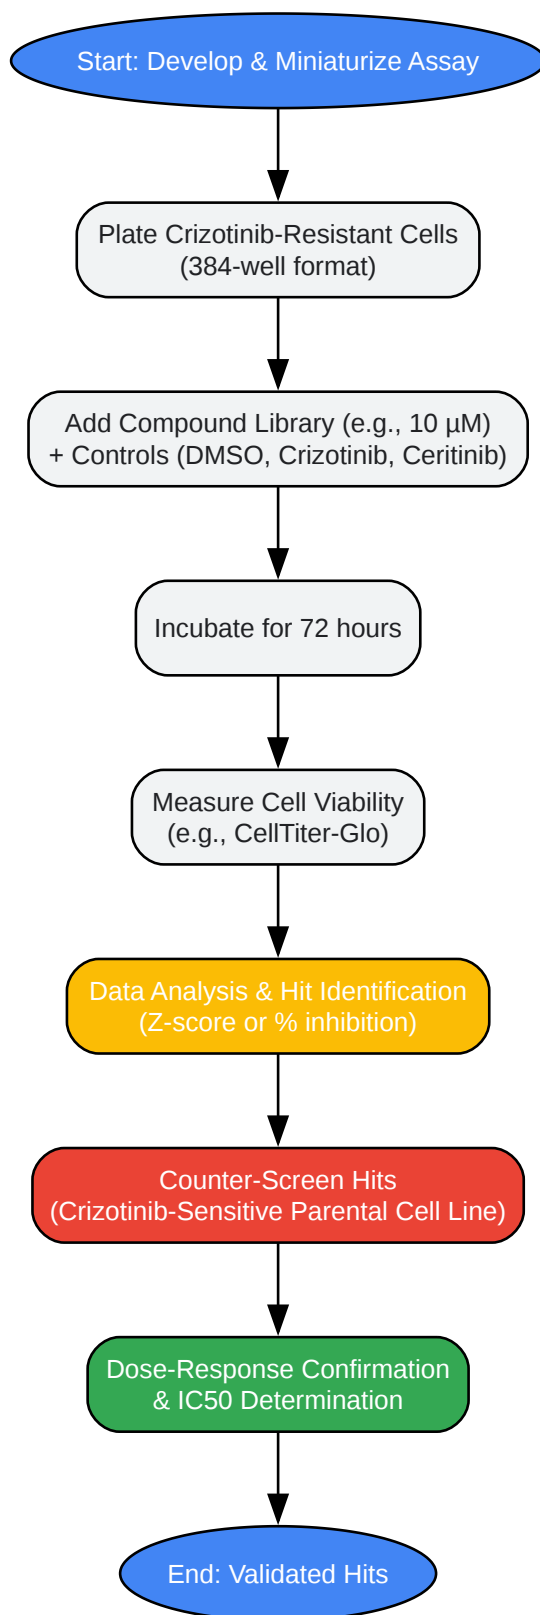 Start: Develop & Miniaturize Assay
Plate Crizotinib-Resistant Cells
(384-well format)
Add Compound Library (e.g., 10 µM)
+ Controls (DMSO, Crizotinib, Ceritinib)
Incubate for 72 hours
Measure Cell Viability
(e.g., CellTiter-Glo)
Data Analysis & Hit Identification
(Z-score or % inhibition)
Counter-Screen Hits
(Crizotinib-Sensitive Parental Cell Line)
Dose-Response Confirmation
& IC50 Determination
End: Validated Hits